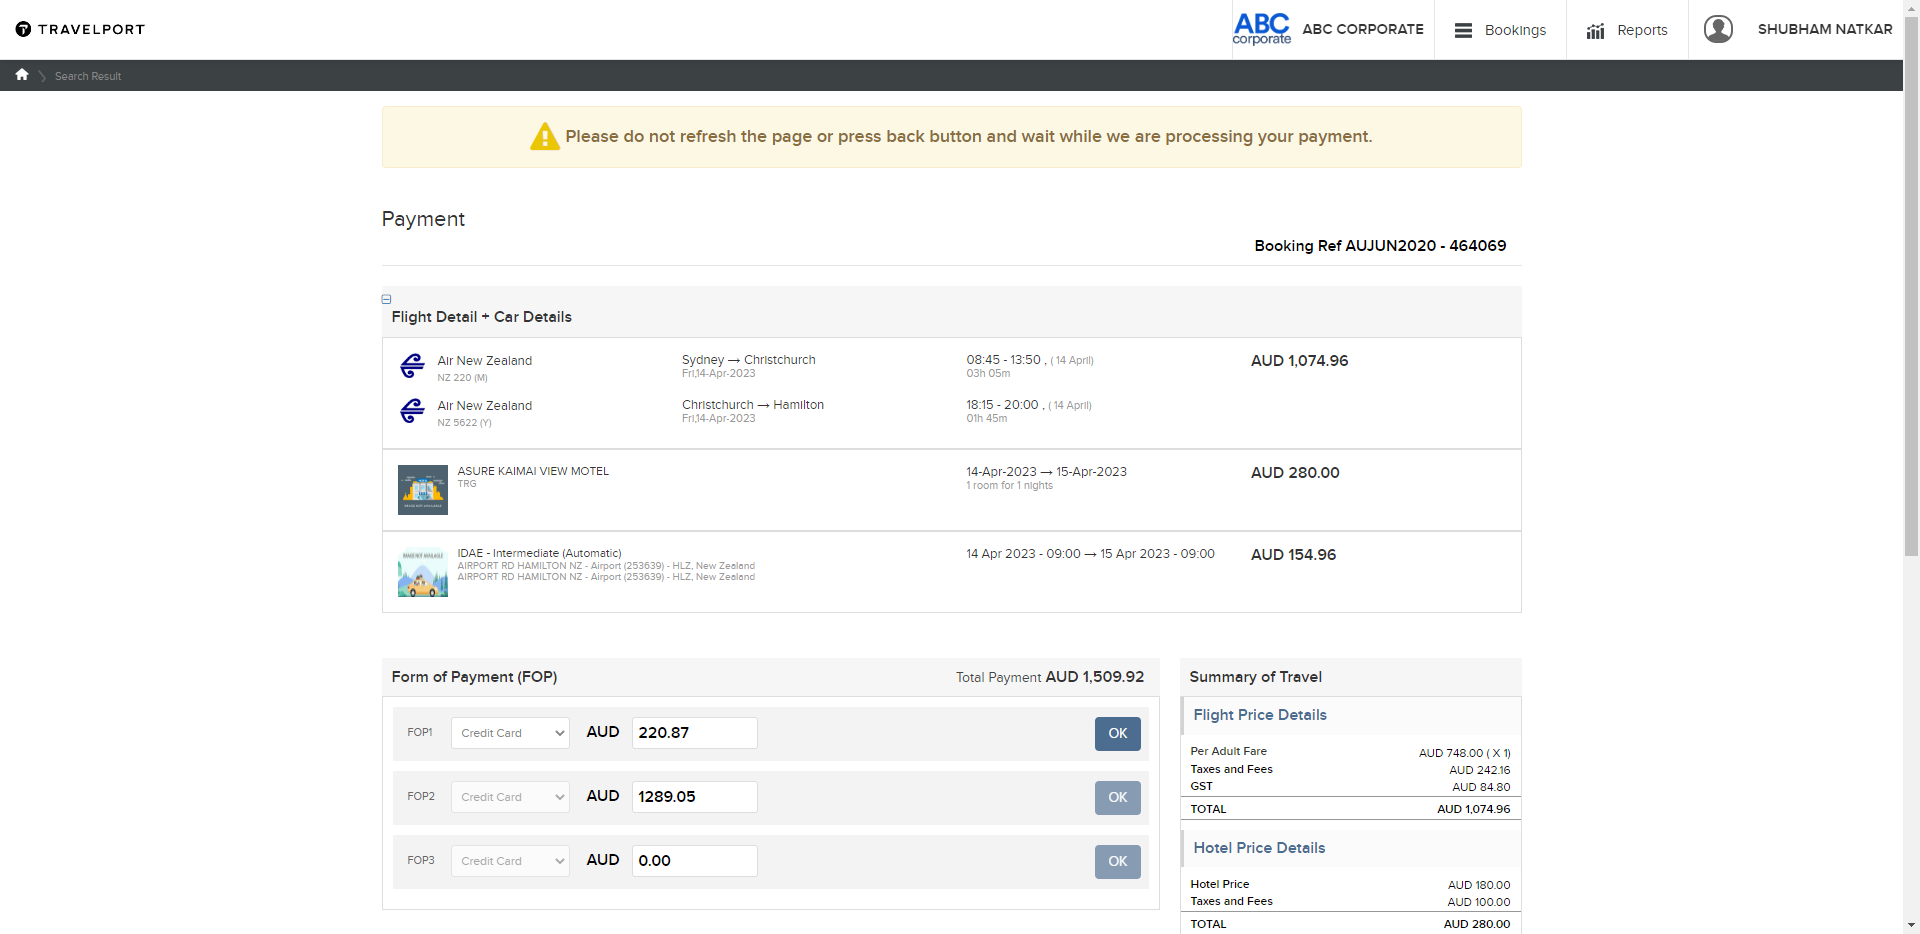 TRAVELPORT
ABC corporate
ABC CORPORATE
Bookings
Reports
SHUBHAM NATKAR
Search Result
Please do not refresh the page or press back button and wait while we are processing your payment.
Payment
Booking Ref AUJUN2020 - 464069
Flight Detail + Car Details
Air New Zealand
NZ 220 (M)
Sydney → Christchurch
Fri,14-Apr-2023
08:45 - 13:50 , ( 14 April)
03h 05m
AUD 1,074.96
Air New Zealand
NZ 5622 (Y)
Christchurch → Hamilton
Fri,14-Apr-2023
18:15 - 20:00 , ( 14 April)
01h 45m
ASURE KAIMAI VIEW MOTEL
TRG
14-Apr-2023 → 15-Apr-2023
1 room for 1 nights
AUD 280.00
IMAGE NOT AVAILABLE
IMAGE NOT AVAILABLE
IDAE - Intermediate (Automatic)
AIRPORT RD HAMILTON NZ - Airport (253639) - HLZ, New Zealand
AIRPORT RD HAMILTON NZ - Airport (253639) - HLZ, New Zealand
14 Apr 2023 - 09:00 → 15 Apr 2023 - 09:00
AUD 154.96
Form of Payment (FOP)
Total Payment AUD 1,509.92
FOP1 Credit Card AUD 220.87 OK
FOP2 Credit Card AUD 1289.05 OK
FOP3 Credit Card AUD 0.00 OK
Summary of Travel
Flight Price Details
Per Adult Fare AUD 748.00 ( X 1)
Taxes and Fees AUD 242.16
GST AUD 84.80
TOTAL AUD 1,074.96
Hotel Price Details
Hotel Price AUD 180.00
Taxes and Fees AUD 100.00
TOTAL AUD 280.00